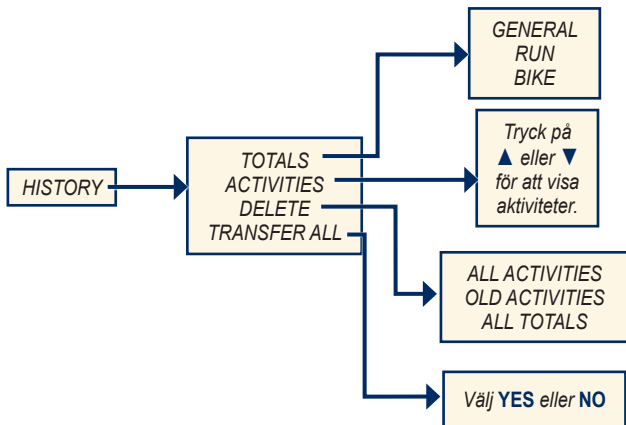 HISTORY
TOTALS
ACTIVITIES
DELETE
TRANSFER ALL
GENERAL
RUN
BIKE
Tryck på
▲ eller ▼
för att visa
aktiviteter.
ALL ACTIVITIES
OLD ACTIVITIES
ALL TOTALS
Välj YES eller NO